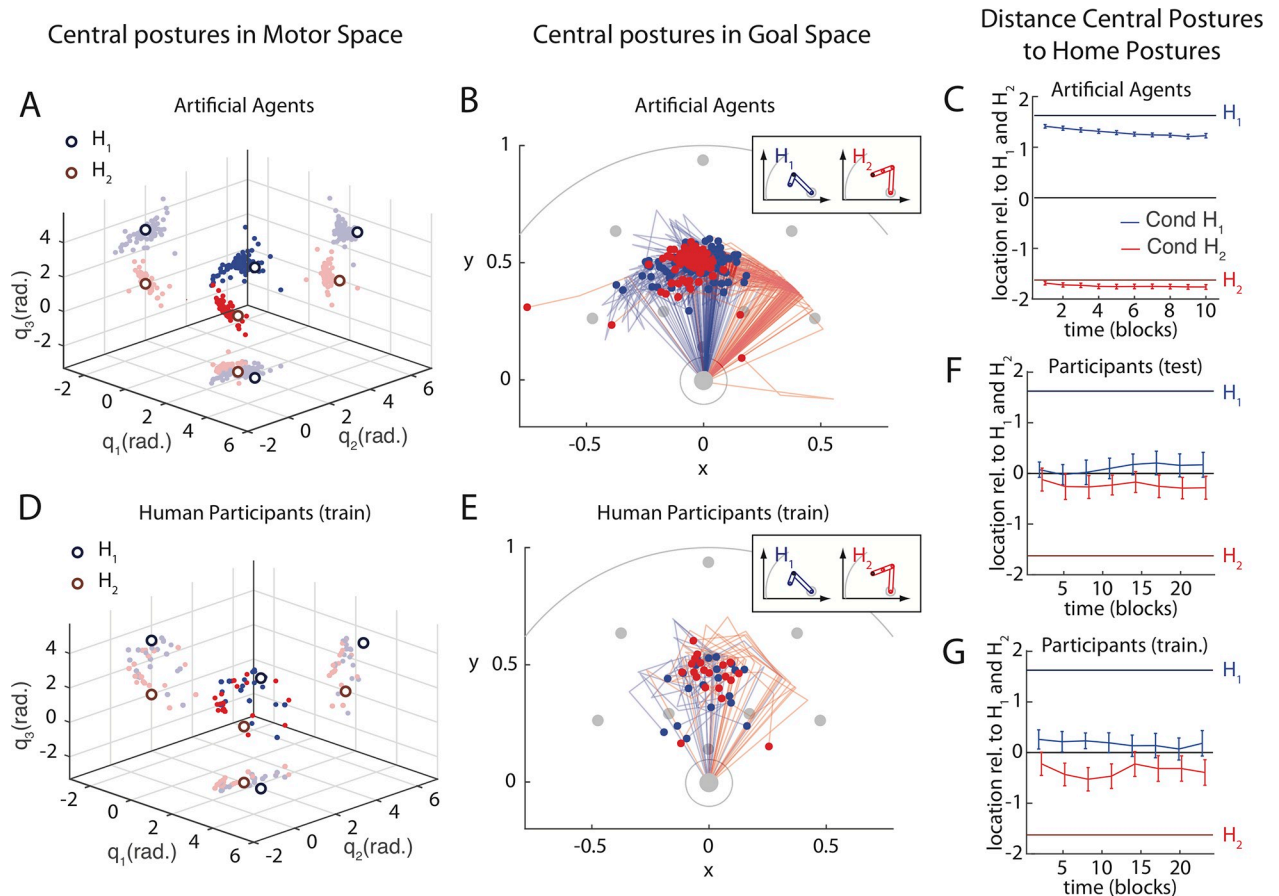 Central postures in Motor Space
Central postures in Goal Space
Distance Central Postures
to Home Postures
A
Artificial Agents
H1
H2
4
2
0
-2
q3(rad.)
-2
0
2
4
6
q1(rad.)
-2
0
2
4
6
q2(rad.)
B
Artificial Agents
H1
H2
1
0.5
0
y
-0.5
0
0.5
x
C
Artificial Agents
location rel. to H1 and H2
2
1
0
-1
-2
H1
Cond H1
Cond H2
H2
2
4
6
8
10
time (blocks)
D
Human Participants (train)
H1
H2
4
2
0
-2
q3(rad.)
-2
0
2
4
6
q1(rad.)
-2
0
2
4
6
q2(rad.)
E
Human Participants (train)
H1
H2
1
0.5
0
y
-0.5
0
0.5
x
F
Participants (test)
location rel. to H1 and H2
2
1
0
-1
-2
H1
H2
5
10
15
20
time (blocks)
G
Participants (train.)
location rel. to H1 and H2
2
1
0
-1
-2
H1
H2
5
10
15
20
time (blocks)